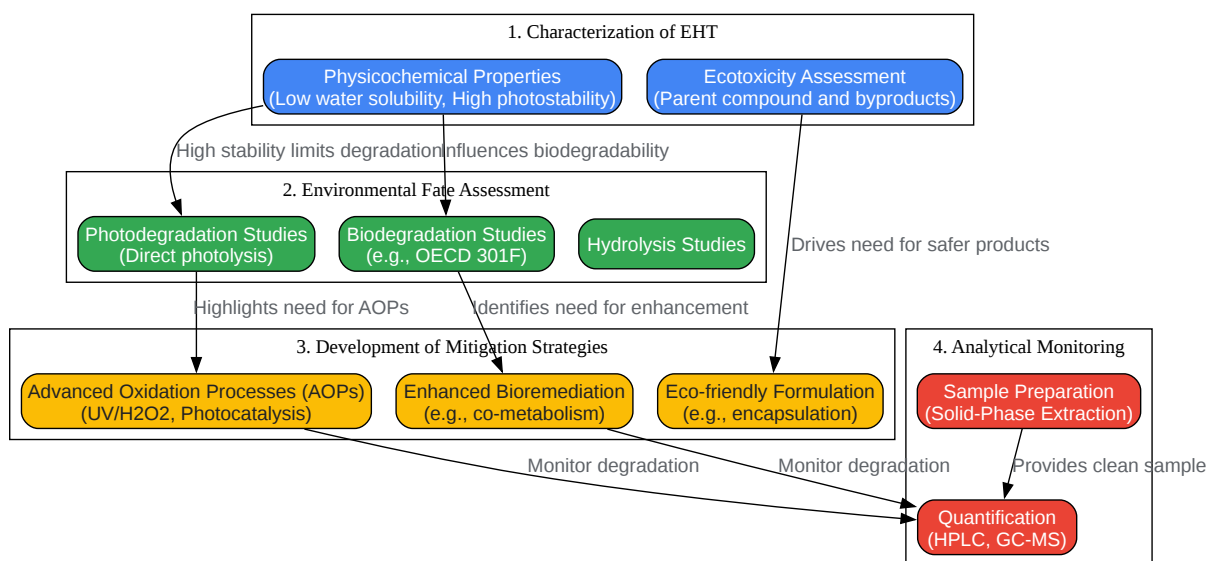 1. Characterization of EHT
Physicochemical Properties
(Low water solubility, High photostability)
Ecotoxicity Assessment
(Parent compound and byproducts)
High stability limits degradation
Influences biodegradability
2. Environmental Fate Assessment
Photodegradation Studies
(Direct photolysis)
Biodegradation Studies
(e.g., OECD 301F)
Hydrolysis Studies
Drives need for safer products
Highlights need for AOPs
Identifies need for enhancement
3. Development of Mitigation Strategies
4. Analytical Monitoring
Advanced Oxidation Processes (AOPs)
(UV/H2O2, Photocatalysis)
Enhanced Bioremediation
(e.g., co-metabolism)
Eco-friendly Formulation
(e.g., encapsulation)
Sample Preparation
(Solid-Phase Extraction)
Monitor degradation
Monitor degradation
Provides clean sample
Quantification
(HPLC, GC-MS)